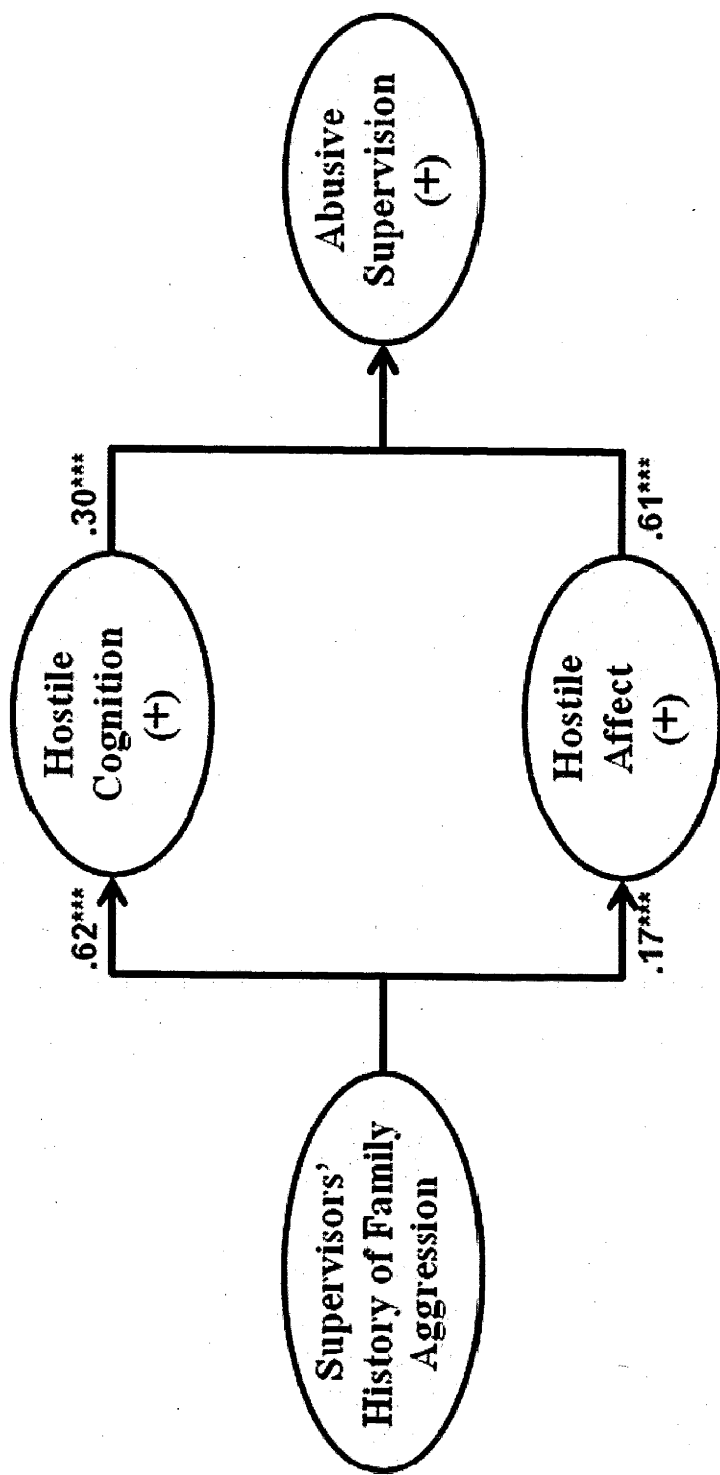 Supervisors'
History of Family
Aggression
.62***
.17***
Hostile
Cognition
(+)
Hostile
Affect
(+)
.30***
.61***
Abusive
Supervision
(+)